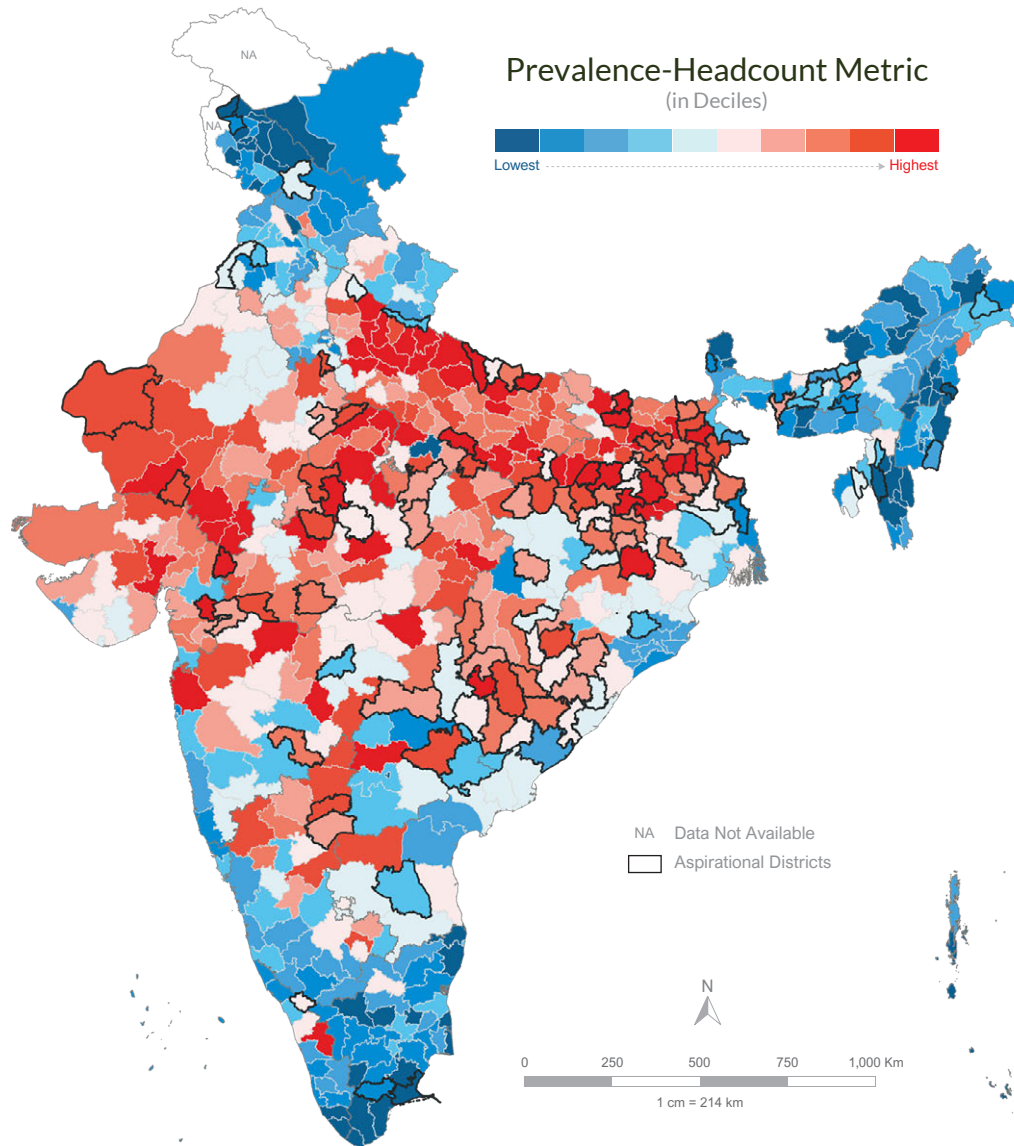 NA
Prevalence-Headcount Metric
(in Deciles)
NA
Lowest Highest
NA Data Not Available
Aspirational Districts
N
0 250 500 750 1,000 Km
1 cm = 214 km